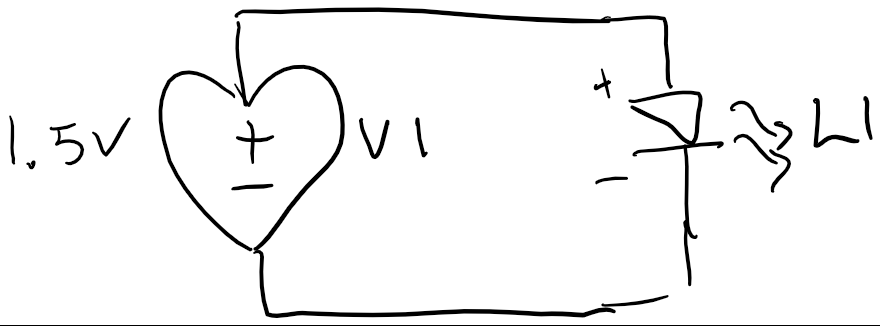 +
1.5V
+
-
V1
-
L1